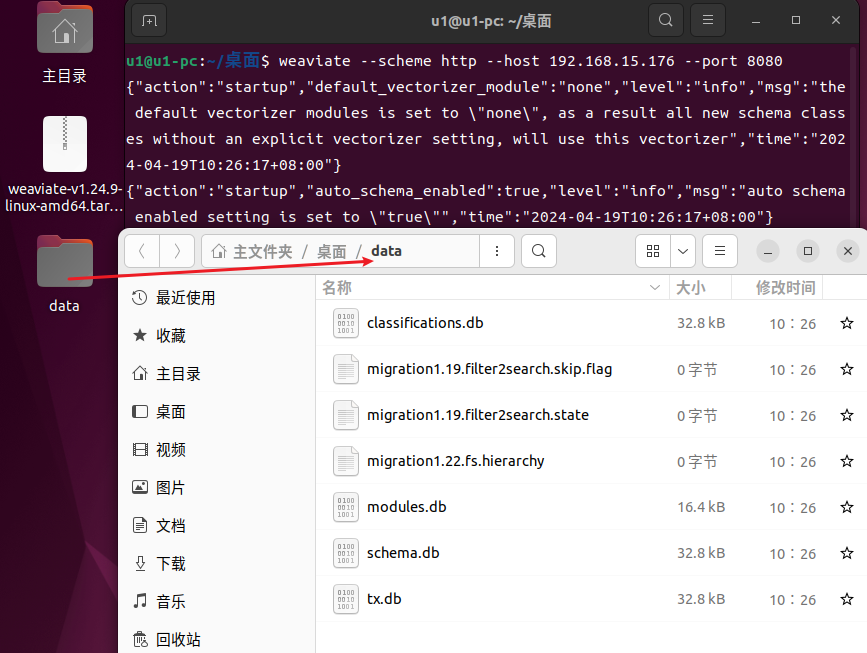 主目录
weaviate-v1.24.9-
linux-amd64.tar...
data
u1@u1-pc: ~/桌面
u1@u1-pc:~/桌面$ weaviate --scheme http --host 192.168.15.176 --port 8080
{"action":"startup","default_vectorizer_module":"none","level":"info","msg":"the
default vectorizer modules is set to \"none\", as a result all new schema class
es without an explicit vectorizer setting, will use this vectorizer","time":"202
4-04-19T10:26:17+08:00"}
{"action":"startup","auto_schema_enabled":true,"level":"info","msg":"auto schema
enabled setting is set to \"true\"","time":"2024-04-19T10:26:17+08:00"}
主文件夹 / 桌面 / data
最近使用
收藏
主目录
桌面
视频
图片
文档
下载
音乐
回收站
名称 大小 修改时间
classifications.db 32.8 kB 10：26
migration1.19.filter2search.skip.flag 0 字节 10：26
migration1.19.filter2search.state 0 字节 10：26
migration1.22.fs.hierarchy 0 字节 10：26
modules.db 16.4 kB 10：26
schema.db 32.8 kB 10：26
tx.db 32.8 kB 10：26